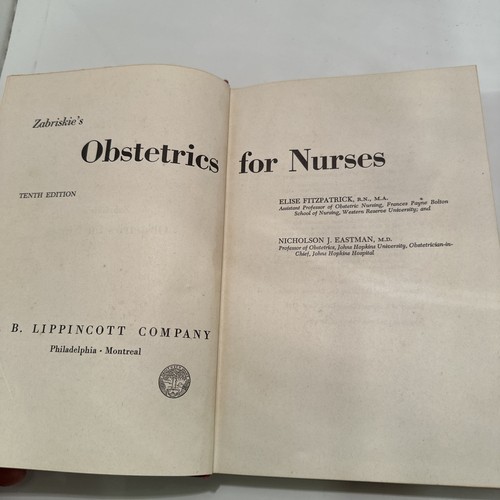 Zabriskie's
Obstetrics for Nurses
TENTH EDITION
ELISE FITZPATRICK, R.N., M.A.
Assistant Professor of Obstetric Nursing, Frances Payne Bolton
School of Nursing, Western Reserve University; and
NICHOLSON J. EASTMAN, M.D.
Professor of Obstetrics, Johns Hopkins University, Obstetrician-in-
Chief, Johns Hopkins Hospital
B. LIPPINCOTT COMPANY
Philadelphia • Montreal